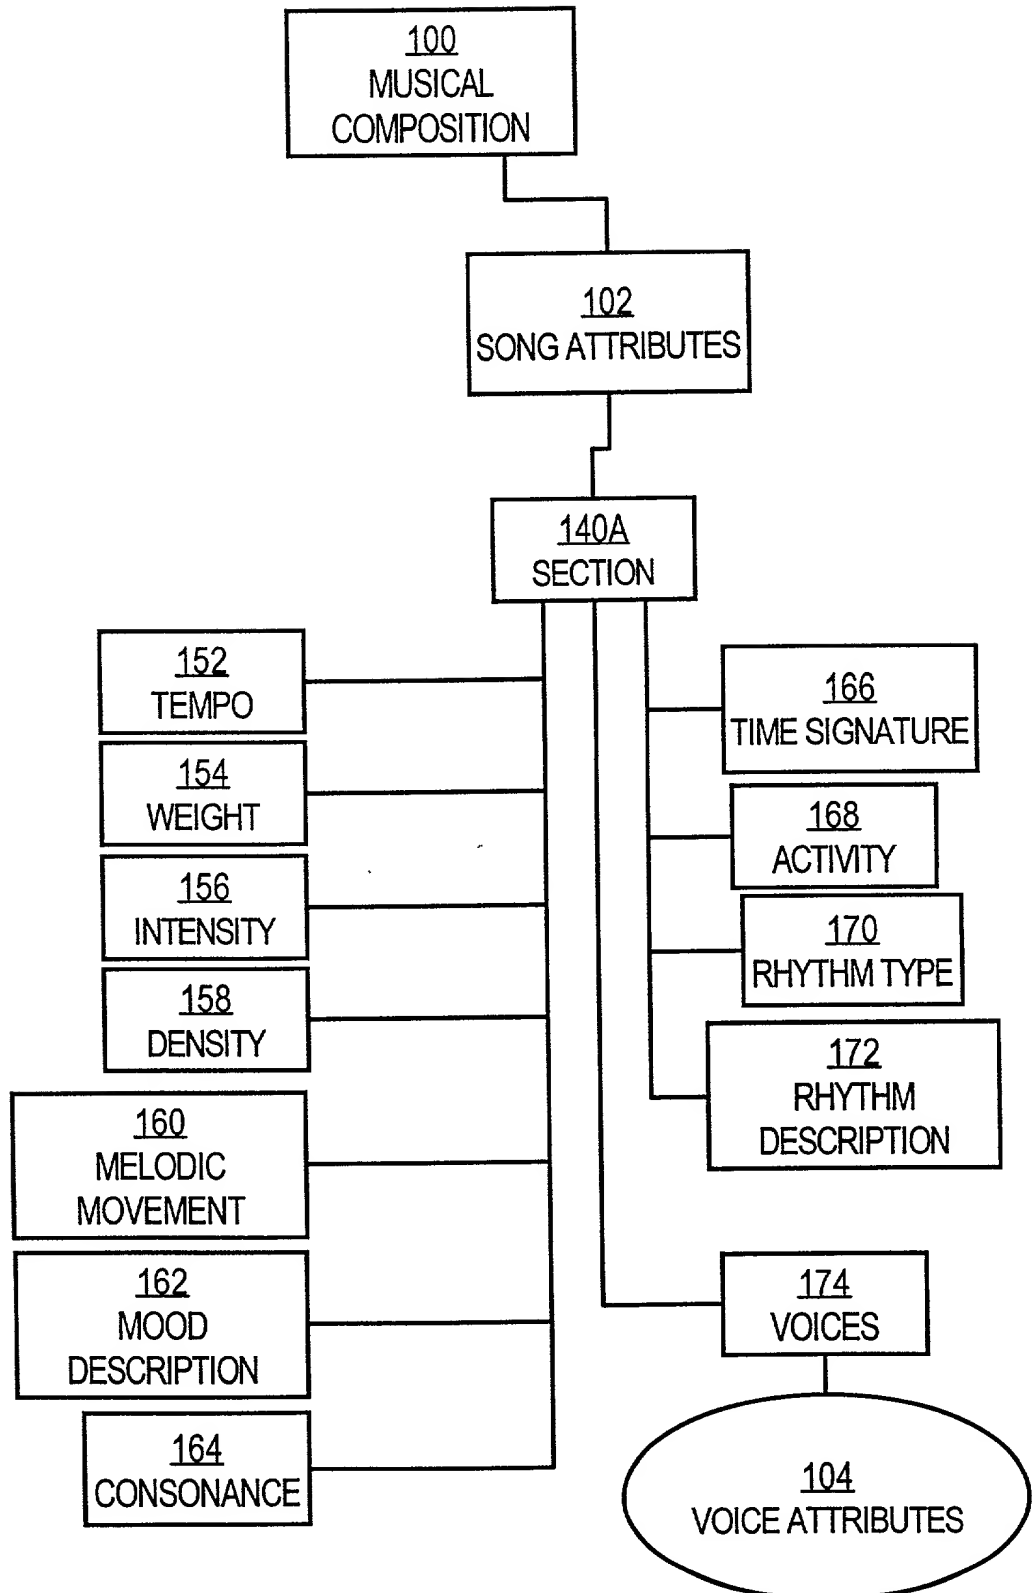 100
MUSICAL
COMPOSITION
102
SONG ATTRIBUTES
140A
SECTION
152
TEMPO
154
WEIGHT
156
INTENSITY
158
DENSITY
160
MELODIC
MOVEMENT
162
MOOD
DESCRIPTION
164
CONSONANCE
166
TIME SIGNATURE
168
ACTIVITY
170
RHYTHM TYPE
172
RHYTHM
DESCRIPTION
174
VOICES
104
VOICE ATTRIBUTES